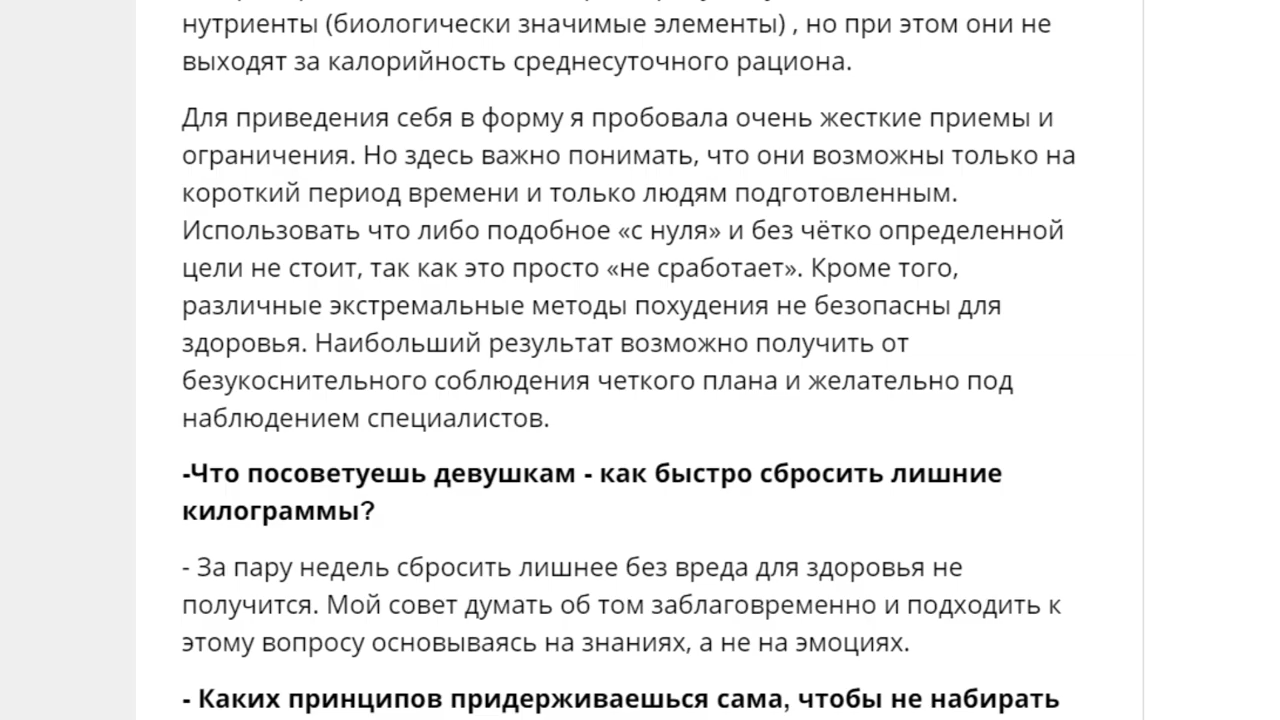 нутриенты (биологически значимые элементы) , но при этом они не
выходят за калорийность среднесуточного рациона.
Для приведения себя в форму я пробовала очень жесткие приемы и
ограничения. Но здесь важно понимать, что они возможны только на
короткий период времени и только людям подготовленным.
Использовать что либо подобное «с нуля» и без чётко определенной
цели не стоит, так как это просто «не сработает». Кроме того,
различные экстремальные методы похудения не безопасны для
здоровья. Наибольший результат возможно получить от
безукоснительного соблюдения четкого плана и желательно под
наблюдением специалистов.
-Что посоветуешь девушкам - как быстро сбросить лишние
килограммы?
- За пару недель сбросить лишнее без вреда для здоровья не
получится. Мой совет думать об том заблаговременно и подходить к
этому вопросу основываясь на знаниях, а не на эмоциях.
- Каких принципов придерживаешься сама, чтобы не набирать